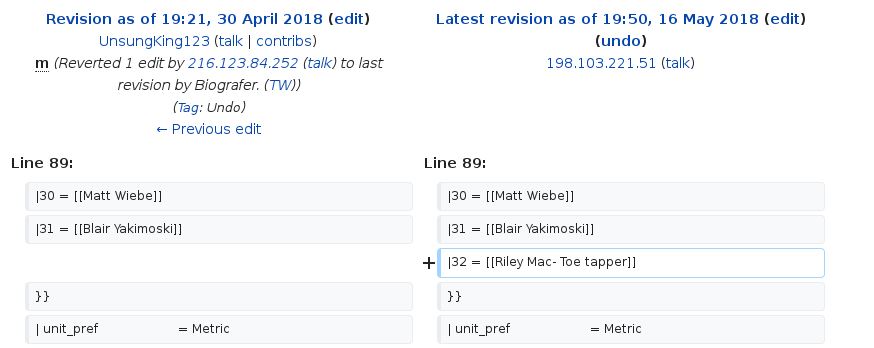 Revision as of 19:21, 30 April 2018 (edit)
UnsungKing123 (talk | contribs)
m (Reverted 1 edit by 216.123.84.252 (talk) to last
revision by Biografer. (TW))
(Tag: Undo)
← Previous edit
Latest revision as of 19:50, 16 May 2018 (edit)
(undo)
198.103.221.51 (talk)
Line 89:
Line 89:
|30 = [[Matt Wiebe]]
|30 = [[Matt Wiebe]]
|31 = [[Blair Yakimoski]]
|31 = [[Blair Yakimoski]]
+ |32 = [[Riley Mac- Toe tapper]]
}}
}}
| unit_pref = Metric
| unit_pref = Metric